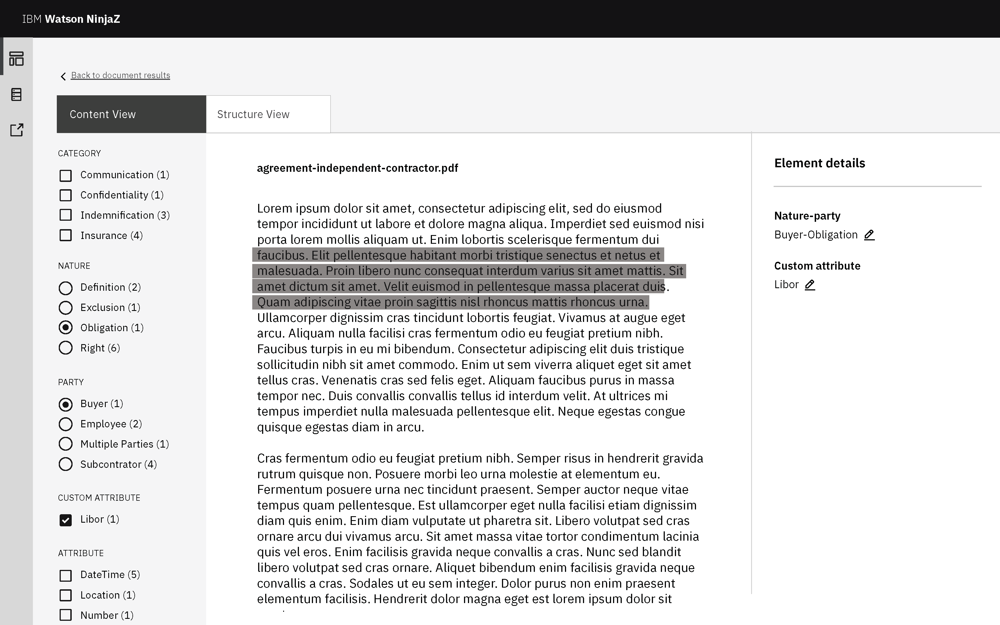 IBM Watson NinjaZ
Back to document results
Content View
Structure View
CATEGORY
Communication (1)
Confidentiality (1)
Indemnification (3)
Insurance (4)
NATURE
Definition (2)
Exclusion (1)
Obligation (1)
Right (6)
PARTY
Buyer (1)
Employee (2)
Multiple Parties (1)
Subcontrator (4)
CUSTOM ATTRIBUTE
Libor (1)
ATTRIBUTE
DateTime (5)
Location (1)
Number (1)
agreement-independent-contractor.pdf
Lorem ipsum dolor sit amet, consectetur adipiscing elit, sed do eiusmod
tempor incididunt ut labore et dolore magna aliqua. Imperdiet sed euismod nisi
porta lorem mollis aliquam ut. Enim lobortis scelerisque fermentum dui
faucibus. Elit pellentesque habitant morbi tristique senectus et netus et
malesuada. Proin libero nunc consequat interdum varius sit amet mattis. Sit
amet dictum sit amet. Velit euismod in pellentesque massa placerat duis.
Quam adipiscing vitae proin sagittis nisl rhoncus mattis rhoncus urna.
Ullamcorper dignissim cras tincidunt lobortis feugiat. Vivamus at augue eget
arcu. Aliquam nulla facilisi cras fermentum odio eu feugiat pretium nibh.
Faucibus turpis in eu mi bibendum. Consectetur adipiscing elit duis tristique
sollicitudin nibh sit amet commodo. Enim ut sem viverra aliquet eget sit amet
tellus cras. Venenatis cras sed felis eget. Aliquam faucibus purus in massa
tempor nec. Duis convallis convallis tellus id interdum velit. At ultrices mi
tempus imperdiet nulla malesuada pellentesque elit. Neque egestas congue
quisque egestas diam in arcu.
Cras fermentum odio eu feugiat pretium nibh. Semper risus in hendrerit gravida
rutrum quisque non. Posuere morbi leo urna molestie at elementum eu.
Fermentum posuere urna nec tincidunt praesent. Semper auctor neque vitae
tempus quam pellentesque. Est ullamcorper eget nulla facilisi etiam dignissim
diam quis enim. Enim diam vulputate ut pharetra sit. Libero volutpat sed cras
ornare arcu dui vivamus arcu. Sit amet massa vitae tortor condimentum lacinia
quis vel eros. Enim facilisis gravida neque convallis a cras. Nunc sed blandit
libero volutpat sed cras ornare. Aliquet bibendum enim facilisis gravida neque
convallis a cras. Sodales ut eu sem integer. Dolor purus non enim praesent
elementum facilisis. Hendrerit dolor magna eget est lorem ipsum dolor sit
Element details
Nature-party
Buyer-Obligation
Custom attribute
Libor